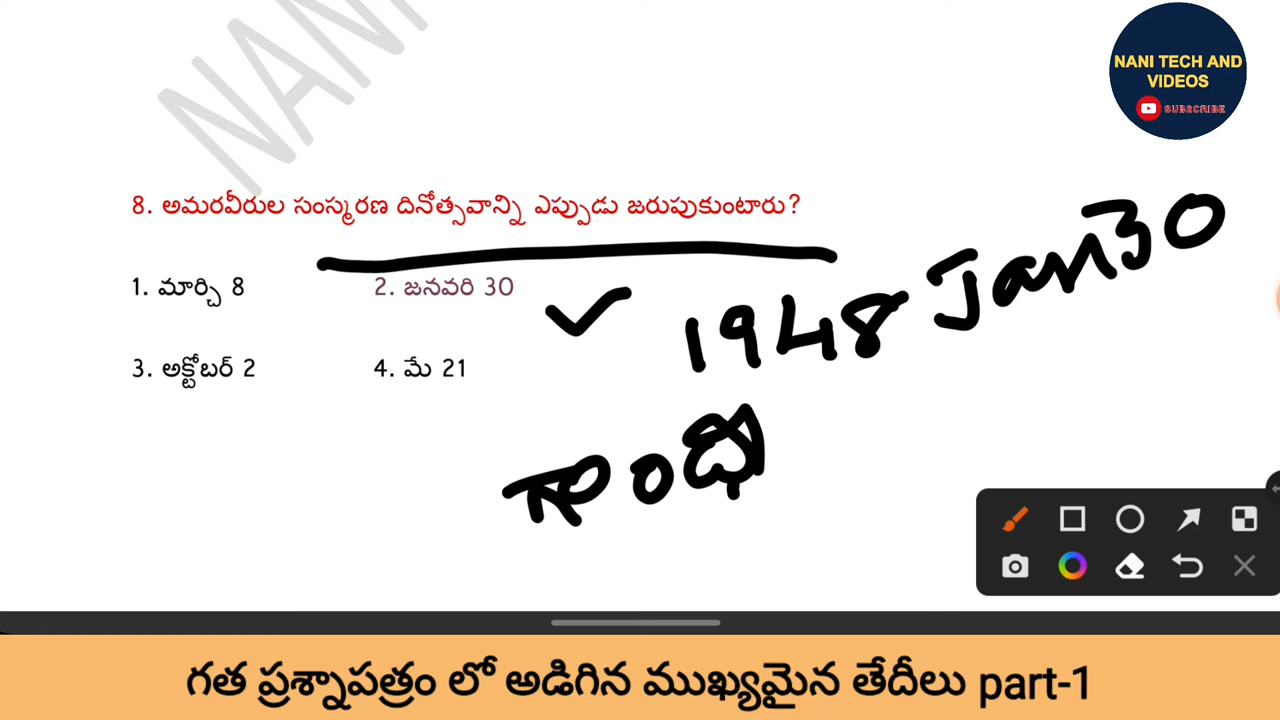 NANI
NANI TECH AND
VIDEOS
SUBSCRIBE
8. అమరవీరుల సంస్మరణ దినోత్సవాన్ని ఎప్పుడు జరుపుకుంటారు?
1. మార్చి 8
2. జనవరి 30
1948 Jan 30
3. అక్టోబర్ 2
4. మే 21
గాంధీ
గత ప్రశ్నాపత్రం లో అడిగిన ముఖ్యమైన తేదీలు part-1